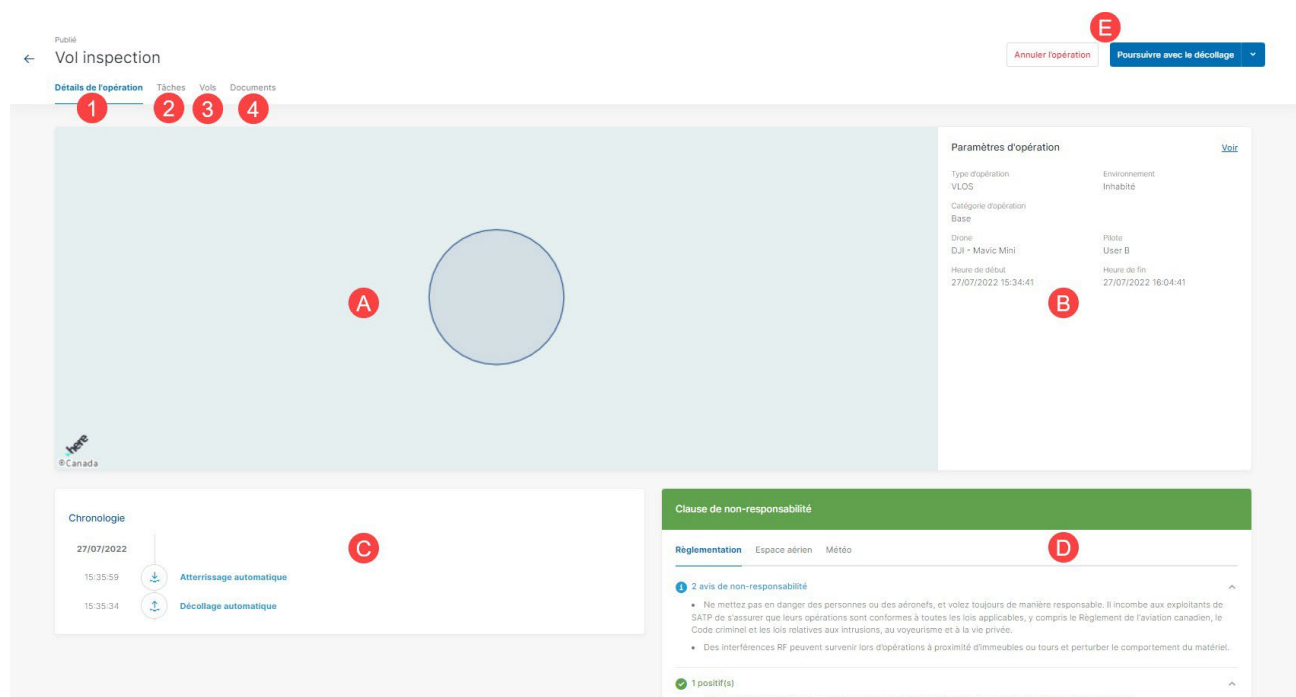 Publié
Vol inspection
E
Annuler l'opération
Poursuivre avec le décollage
Détails de l'opération
Tâches
Vols
Documents
1
2
3
4
Paramètres d'opération
Voir
Type d'opération
Environnement
VLOS
Inhabité
Catégorie d'opération
Base
Drone
Pilote
DJI - Mavic Mini
User B
Heure de début
Heure de fin
27/07/2022 15:34:41
27/07/2022 16:04:41
A
B
here
©Canada
Chronologie
27/07/2022
15:35:59
Atterrissage automatique
15:35:34
Décollage automatique
C
Clause de non-responsabilité
Règlementation
Espace aérien
Météo
D
2 avis de non-responsabilité
Ne mettez pas en danger des personnes ou des aéronefs, et volez toujours de manière responsable. Il incombe aux exploitants de
SATP de s'assurer que leurs opérations sont conformes à toutes les lois applicables, y compris le Règlement de l'aviation canadien, le
Code criminel et les lois relatives aux intrusions, au voyeurisme et à la vie privée.
Des interférences RF peuvent survenir lors d'opérations à proximité d'immeubles ou tours et perturber le comportement du matériel.
1 positif(s)